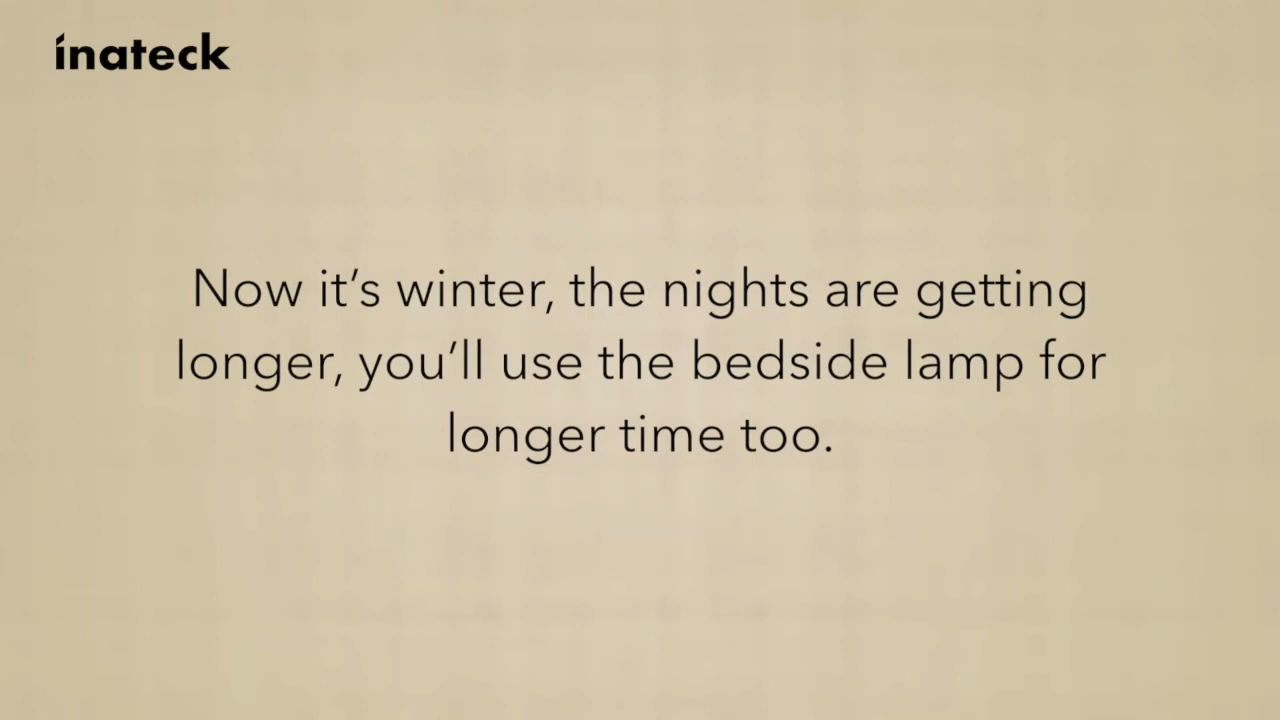 inateck
Now it’s winter, the nights are getting
longer, you’ll use the bedside lamp for
longer time too.